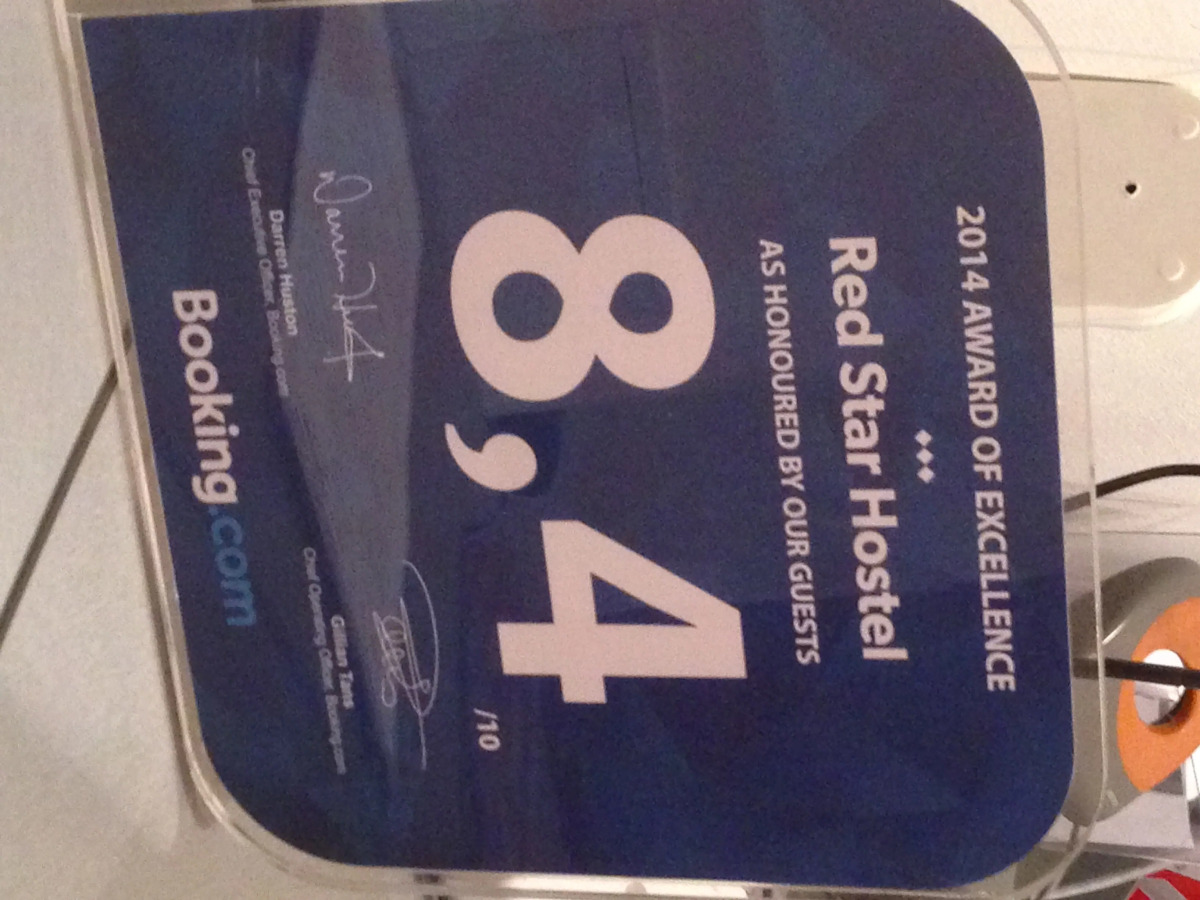 2014 AWARD OF EXCELLENCE
Red Star Hostel
AS HONOURED BY OUR GUESTS
8,4
/10
Darren Huston
Chief Executive Officer, Booking.com
Gillian Tans
Chief Operating Officer, Booking.com
Booking.com